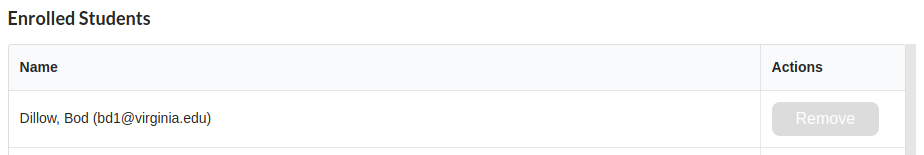 Enrolled Students
Name Actions
Dillow, Bod (bd1@virginia.edu) Remove